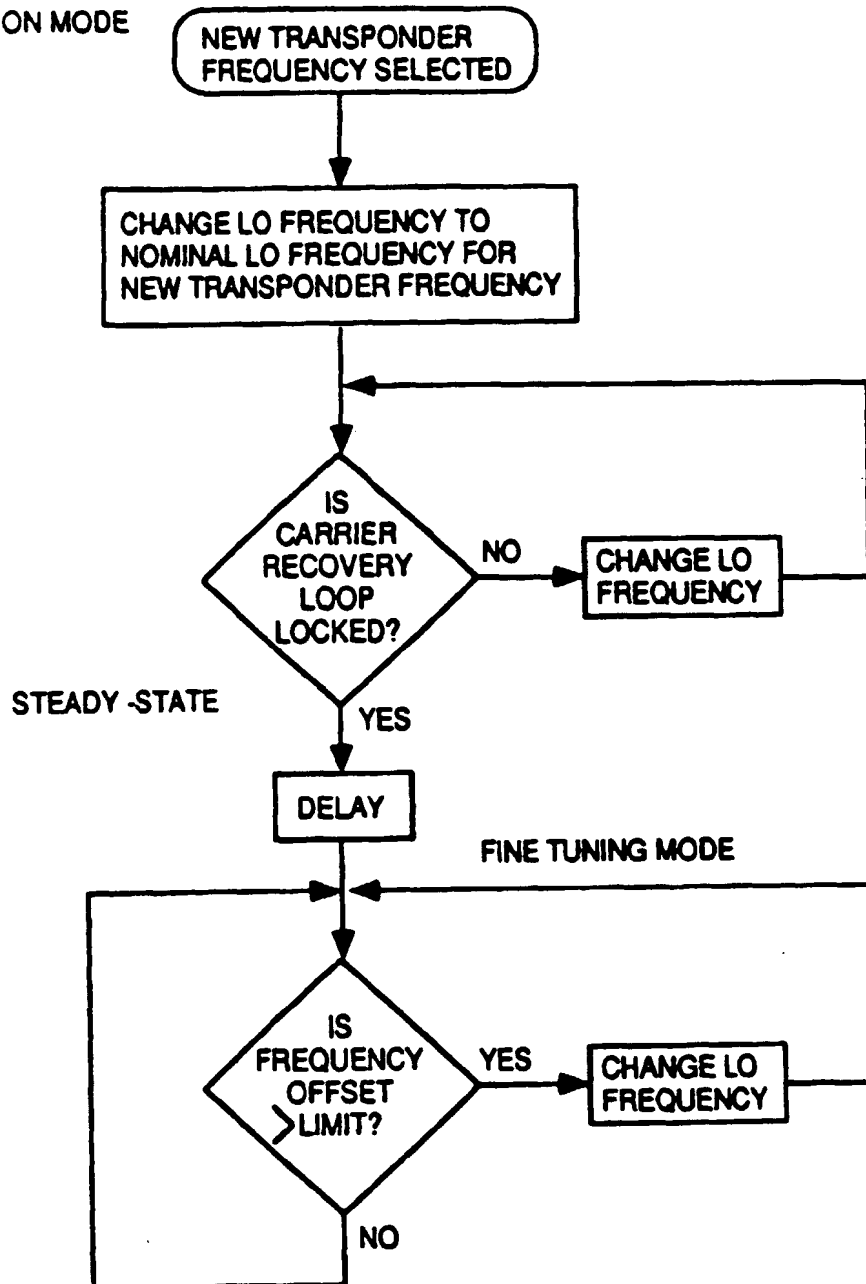 ON MODE
NEW TRANSPONDER
FREQUENCY SELECTED
CHANGE LO FREQUENCY TO
NOMINAL LO FREQUENCY FOR
NEW TRANSPONDER FREQUENCY
IS
CARRIER
RECOVERY
LOOP
LOCKED?
NO
CHANGE LO
FREQUENCY
STEADY -STATE
YES
DELAY
FINE TUNING MODE
IS
FREQUENCY
OFFSET
>LIMIT?
YES
CHANGE LO
FREQUENCY
NO